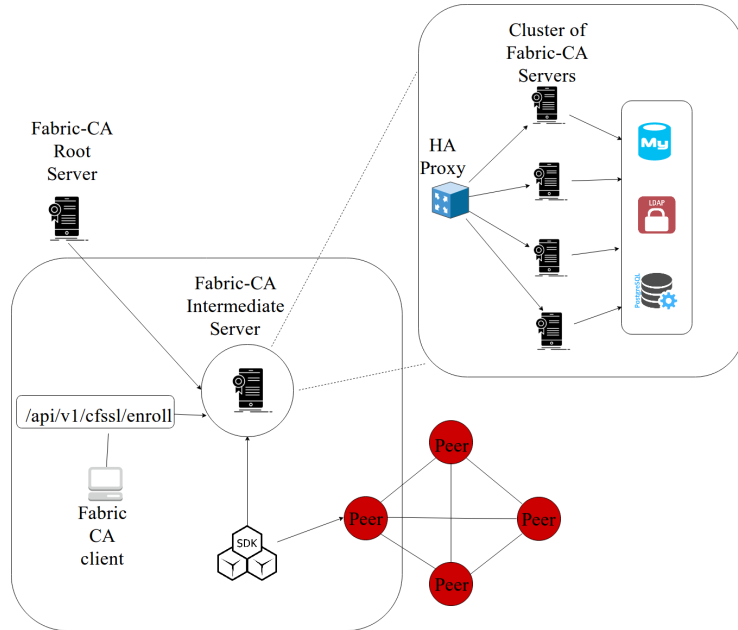 Cluster of
Fabric-CA
Servers
HA
Proxy
My
LDAP
PostgreSQL
Fabric-CA
Root
Server
Fabric-CA
Intermediate
Server
/api/v1/cfssl/enroll
Fabric
CA
client
SDK
Peer
Peer
Peer
Peer